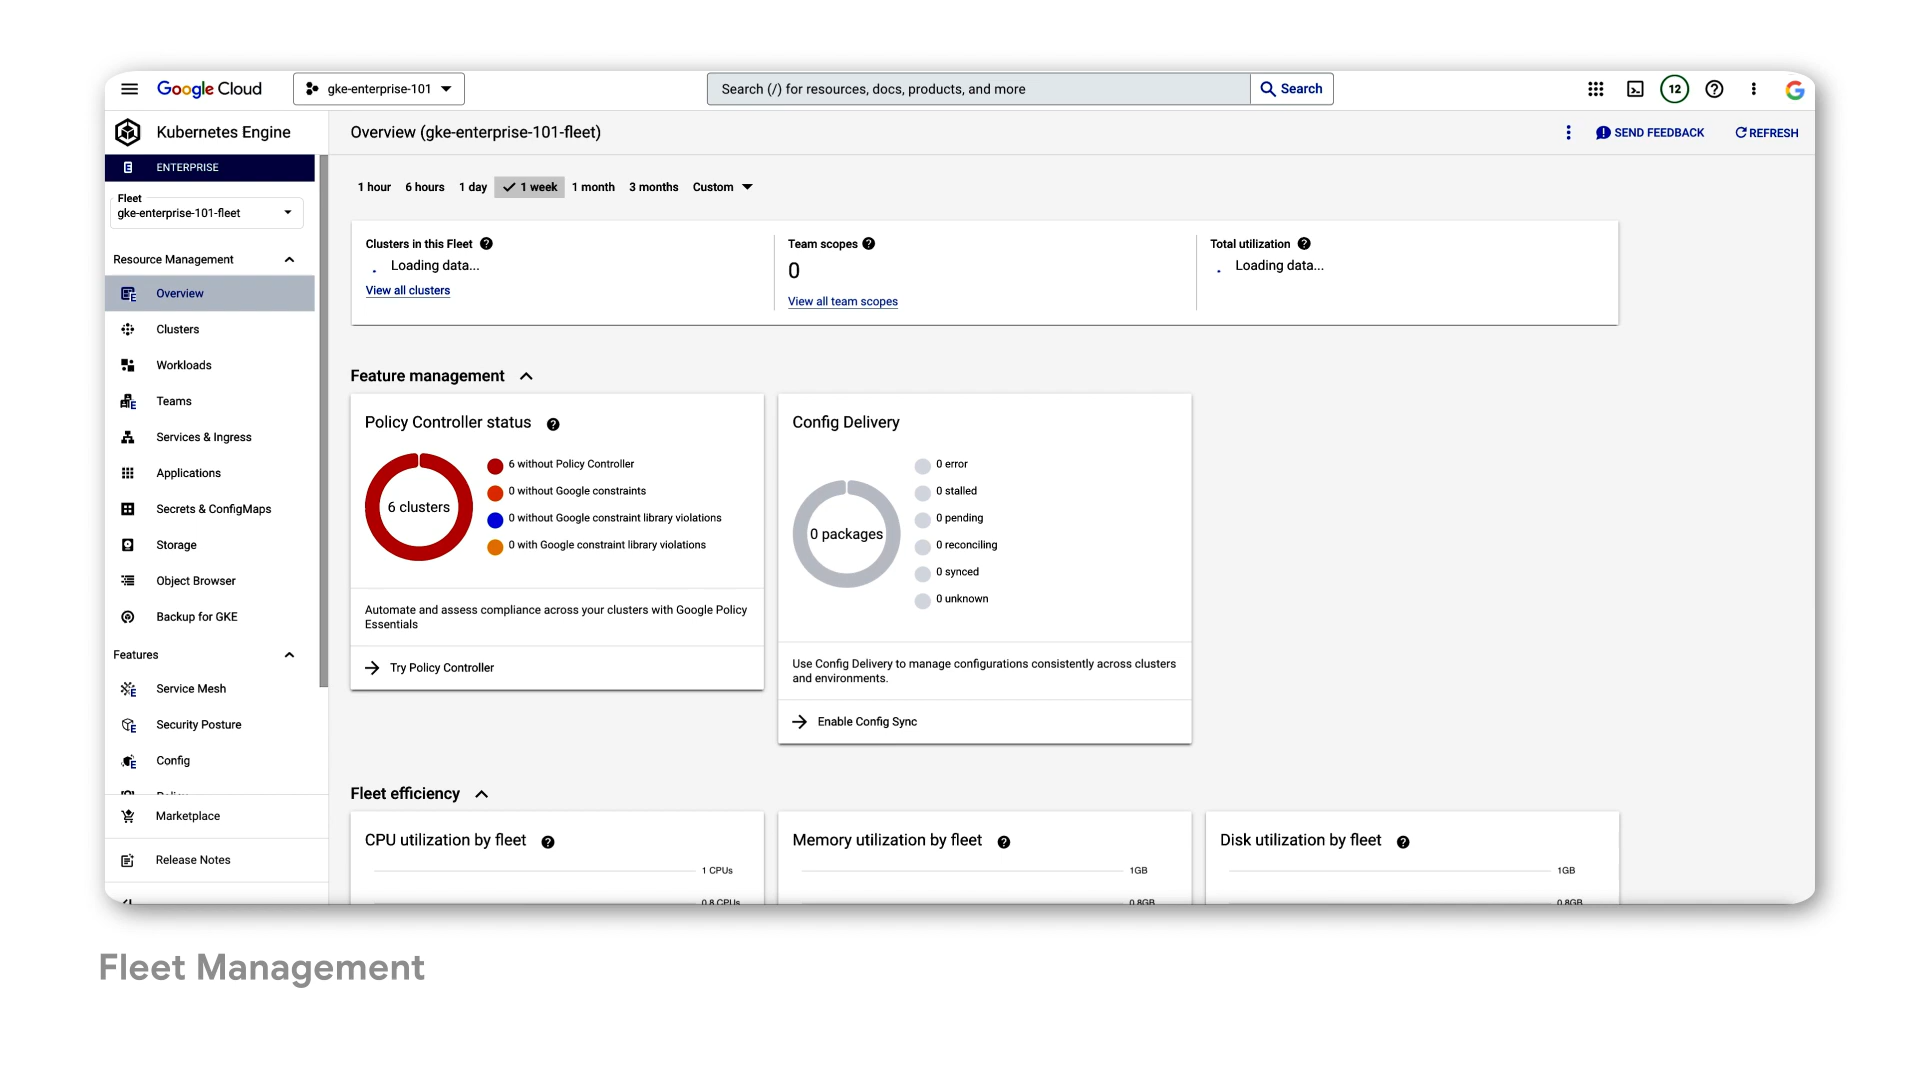 Google Cloud
gke-enterprise-101
Search (/) for resources, docs, products, and more
Search
12
Kubernetes Engine
Overview (gke-enterprise-101-fleet)
SEND FEEDBACK
REFRESH
ENTERPRISE
Fleet
gke-enterprise-101-fleet
Resource Management
Overview
Clusters
Workloads
Teams
Services & Ingress
Applications
Secrets & ConfigMaps
Storage
Object Browser
Backup for GKE
Features
Service Mesh
Security Posture
Config
Marketplace
Release Notes
1 hour 6 hours 1 day 1 week 1 month 3 months Custom
Clusters in this Fleet
Loading data...
View all clusters
Team scopes
0
View all team scopes
Total utilization
Loading data...
Feature management
Policy Controller status
6 clusters
6 without Policy Controller
0 without Google constraints
0 without Google constraint library violations
0 with Google constraint library violations
Automate and assess compliance across your clusters with Google Policy
Essentials
Try Policy Controller
Config Delivery
0 packages
0 error
0 stalled
0 pending
0 reconciling
0 synced
0 unknown
Use Config Delivery to manage configurations consistently across clusters
and environments.
Enable Config Sync
Fleet efficiency
CPU utilization by fleet
1 CPUs
0.8 CPUs
Memory utilization by fleet
1GB
0.8GB
Disk utilization by fleet
1GB
0.8GB
Fleet Management